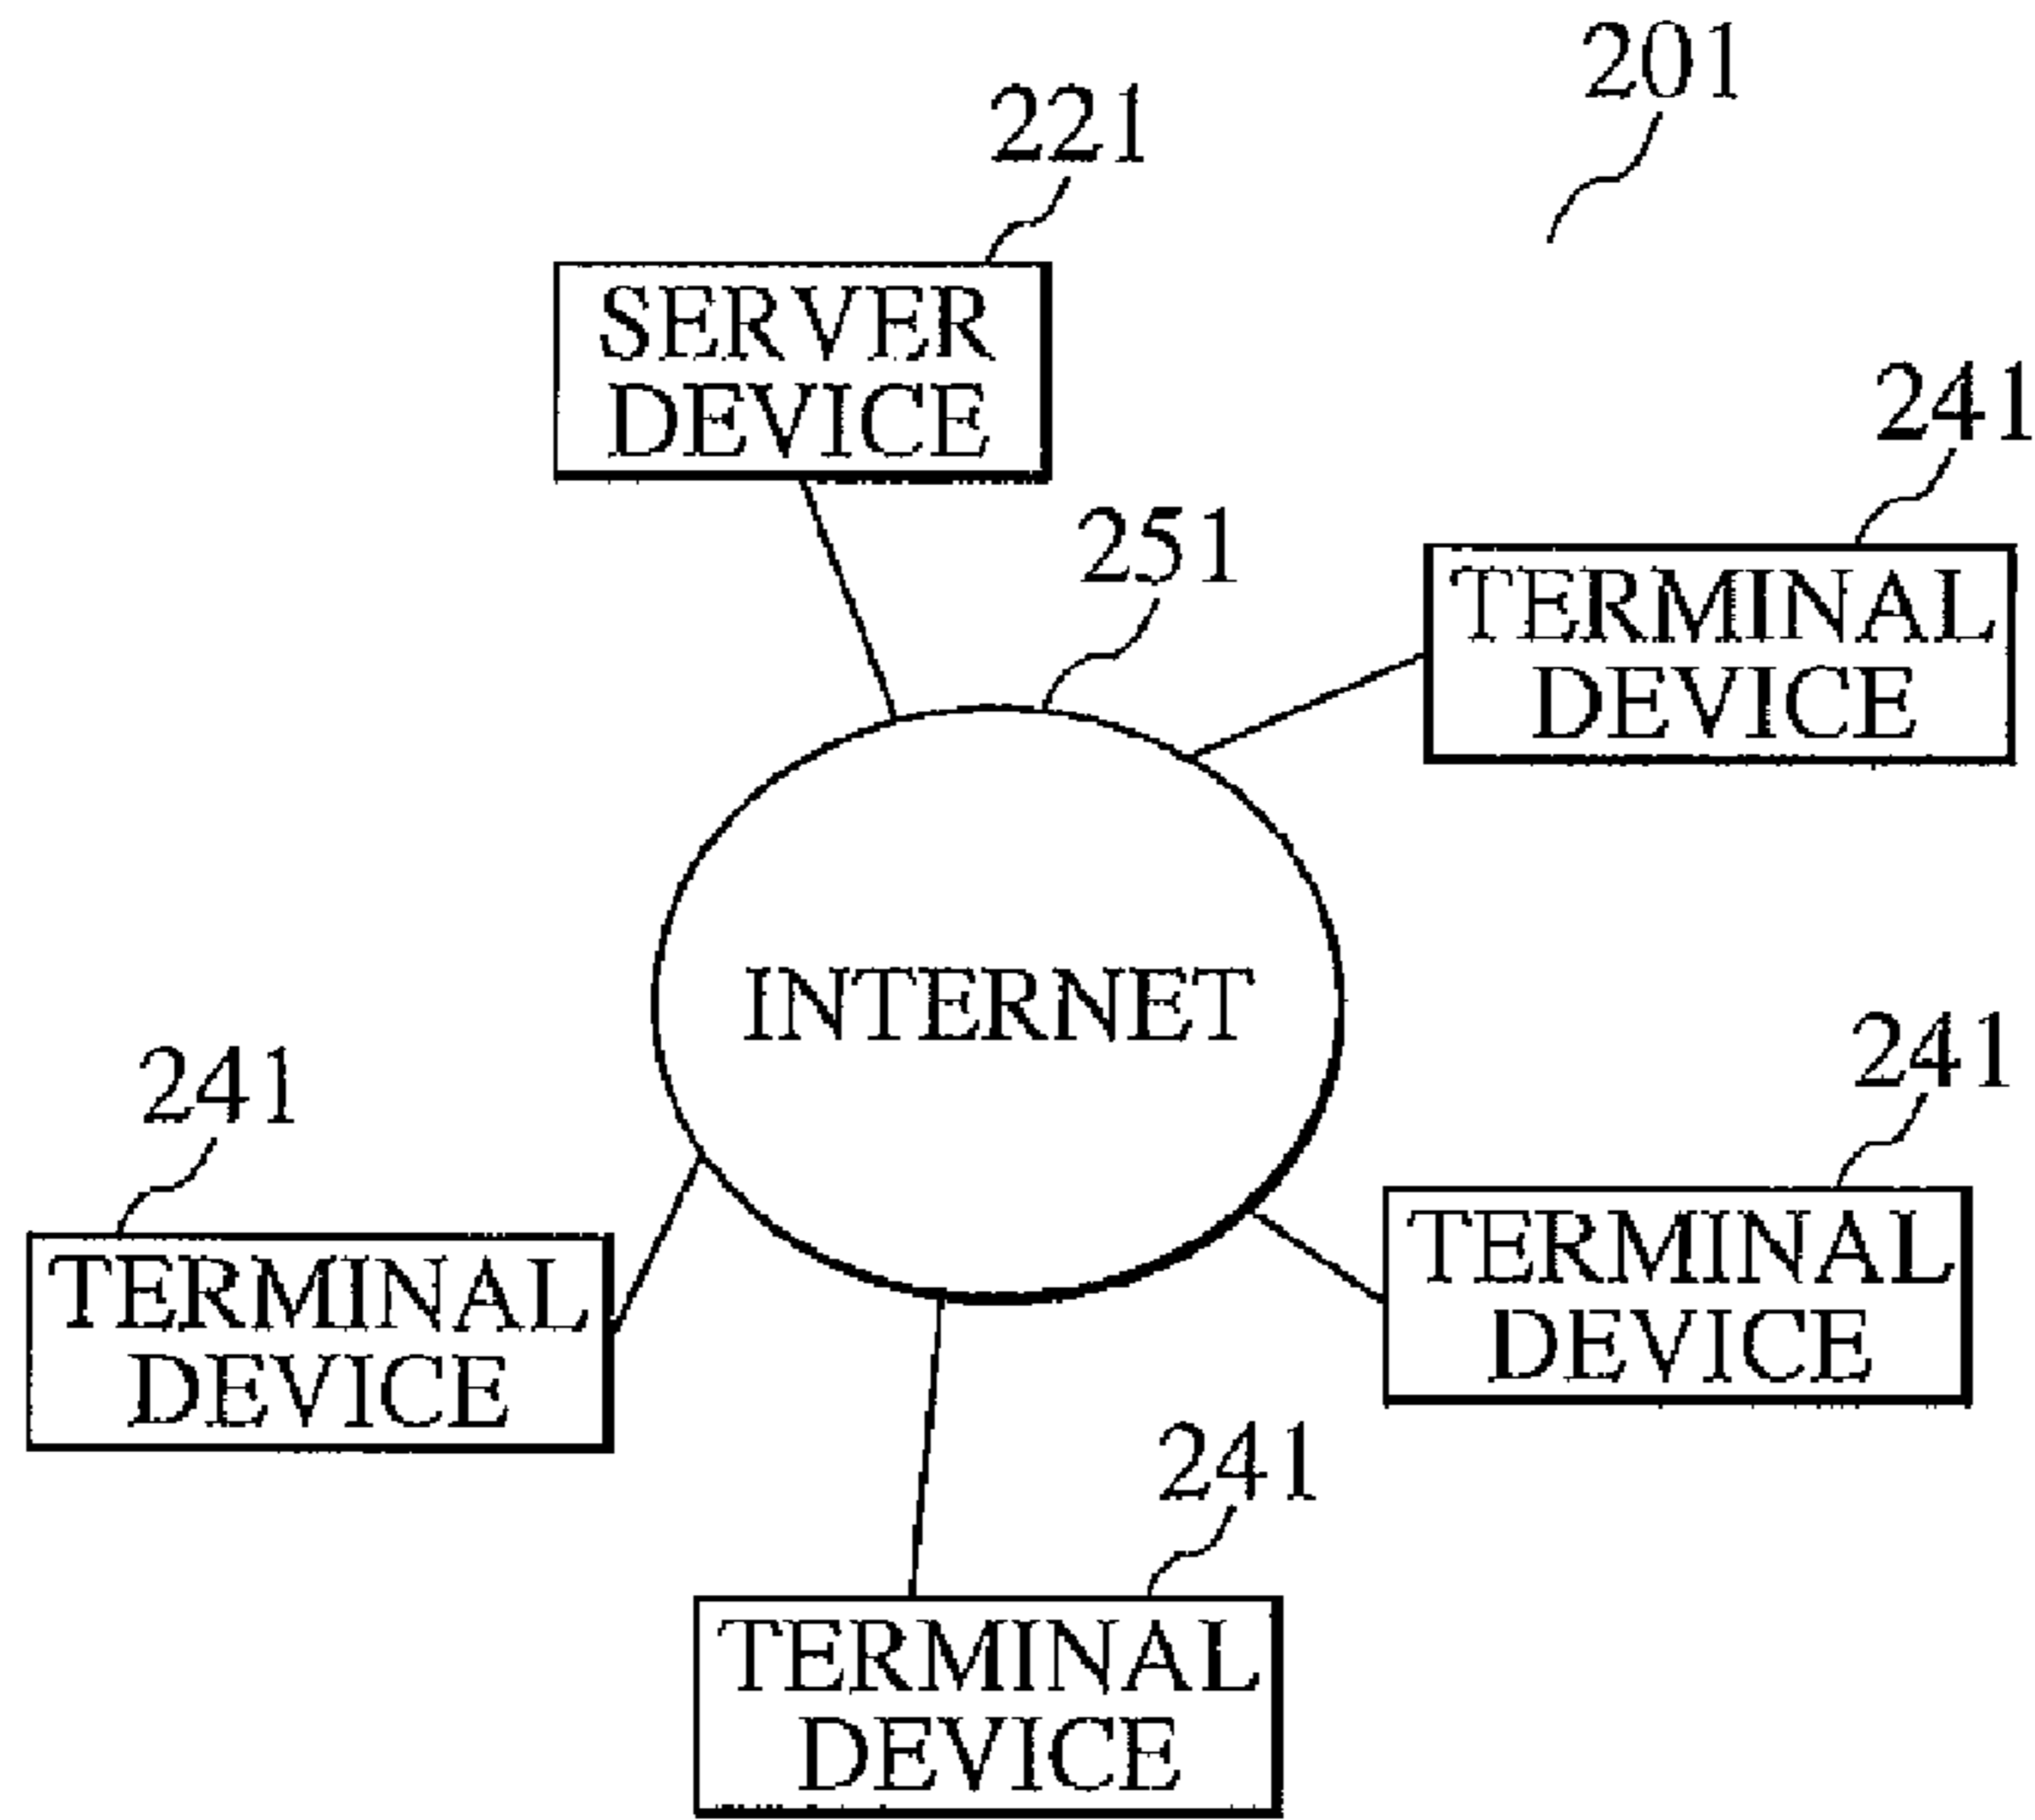 201
221
SERVER
DEVICE
241
251
TERMINAL
DEVICE
INTERNET
241
241
TERMINAL
DEVICE
TERMINAL
DEVICE
241
TERMINAL
DEVICE